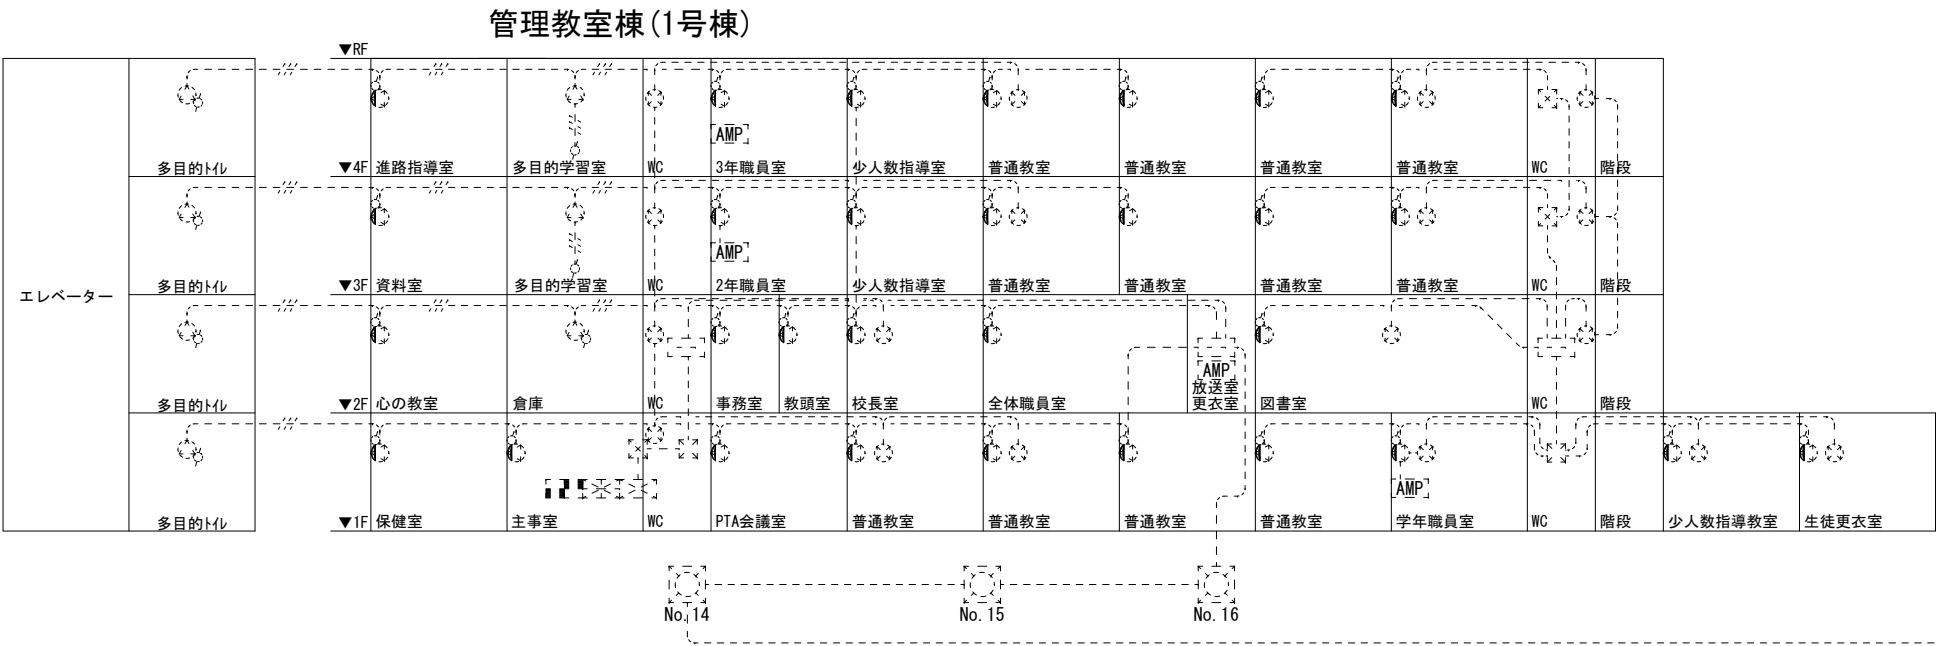 管理教室棟(1号棟)
▼RF
AMP
多目的ﾄｲﾚ
▼4F
進路指導室
多目的学習室
WC
3年職員室
少人数指導室
普通教室
普通教室
普通教室
普通教室
WC
階段
AMP
エレベーター
多目的ﾄｲﾚ
▼3F
資料室
多目的学習室
WC
2年職員室
少人数指導室
普通教室
普通教室
普通教室
普通教室
WC
階段
AMP
放送室
多目的ﾄｲﾚ
▼2F
心の教室
倉庫
WC
事務室
教頭室
校長室
全体職員室
更衣室
図書室
WC
階段
AMP
多目的ﾄｲﾚ
▼1F
保健室
主事室
WC
PTA会議室
普通教室
普通教室
普通教室
普通教室
学年職員室
WC
階段
少人数指導教室
生徒更衣室
No.14
No.15
No.16